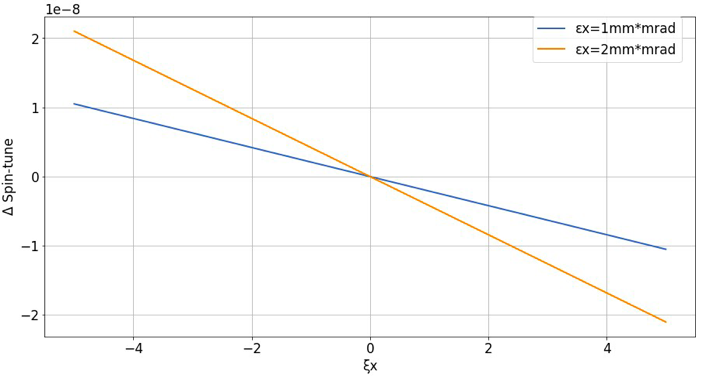 1e−8
εx=1mm*mrad
εx=2mm*mrad
2
1
0
−1
−2
Δ Spin-tune
−4 −2 0 2 4
ξx